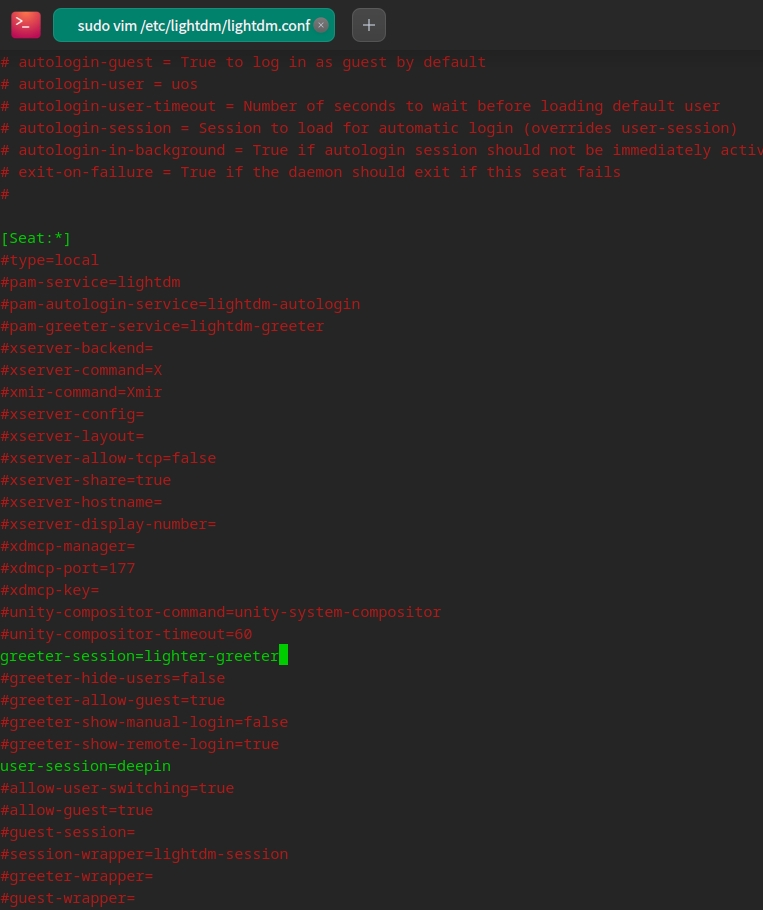 sudo vim /etc/lightdm/lightdm.conf
# autologin-guest = True to log in as guest by default
# autologin-user = uos
# autologin-user-timeout = Number of seconds to wait before loading default user
# autologin-session = Session to load for automatic login (overrides user-session)
# autologin-in-background = True if autologin session should not be immediately activ
# exit-on-failure = True if the daemon should exit if this seat fails
#

[Seat:*]
#type=local
#pam-service=lightdm
#pam-autologin-service=lightdm-autologin
#pam-greeter-service=lightdm-greeter
#xserver-backend=
#xserver-command=X
#xmir-command=Xmir
#xserver-config=
#xserver-layout=
#xserver-allow-tcp=false
#xserver-share=true
#xserver-hostname=
#xserver-display-number=
#xdmcp-manager=
#xdmcp-port=177
#xdmcp-key=
#unity-compositor-command=unity-system-compositor
#unity-compositor-timeout=60
greeter-session=lighter-greeter
#greeter-hide-users=false
#greeter-allow-guest=true
#greeter-show-manual-login=false
#greeter-show-remote-login=true
user-session=deepin
#allow-user-switching=true
#allow-guest=true
#guest-session=
#session-wrapper=lightdm-session
#greeter-wrapper=
#guest-wrapper=